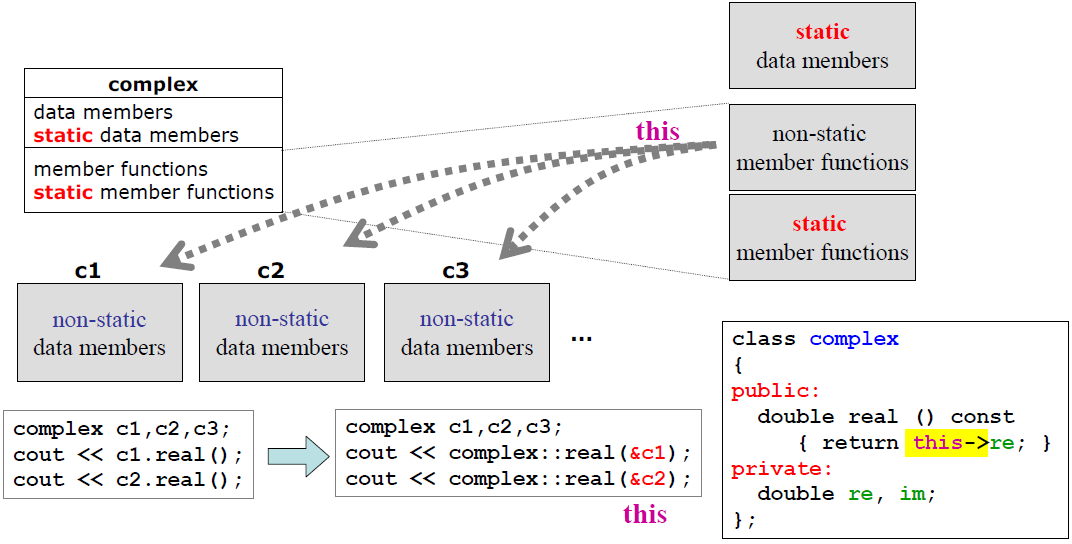 static
data members
complex
data members
static data members
member functions
static member functions
this
non-static
member functions
static
member functions
c1
c2
c3
non-static
data members
non-static
data members
non-static
data members
...
class complex
{
public:
  double real () const
    { return this->re; }
private:
  double re, im;
};
complex c1,c2,c3;
cout << c1.real();
cout << c2.real();
complex c1,c2,c3;
cout << complex::real(&c1);
cout << complex::real(&c2);
this